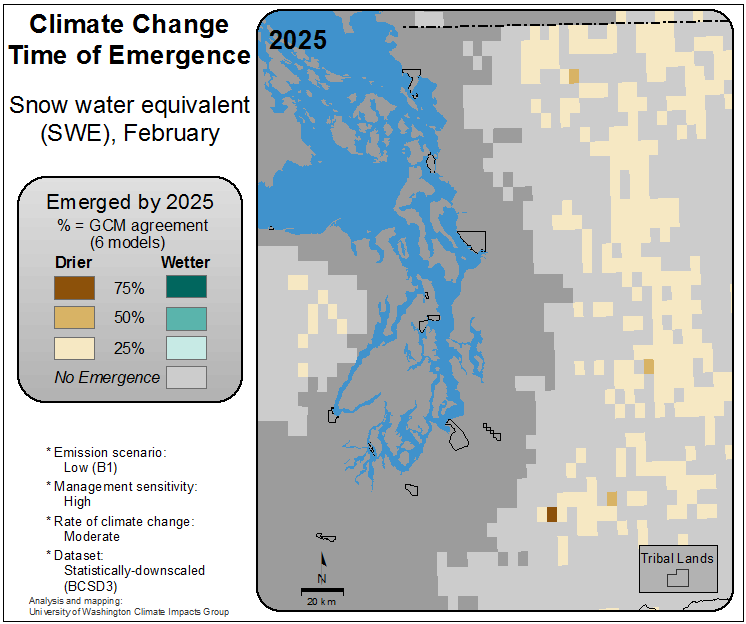 Climate Change
Time of Emergence
Snow water equivalent
(SWE), February
Emerged by 2025
% = GCM agreement
(6 models)
Drier Wetter
75%
50%
25%
No Emergence
* Emission scenario:
Low (B1)
* Management sensitivity:
High
* Rate of climate change:
Moderate
* Dataset:
Statistically-downscaled
(BCSD3)
Analysis and mapping:
University of Washington Climate Impacts Group
2025
N
20 km
Tribal Lands